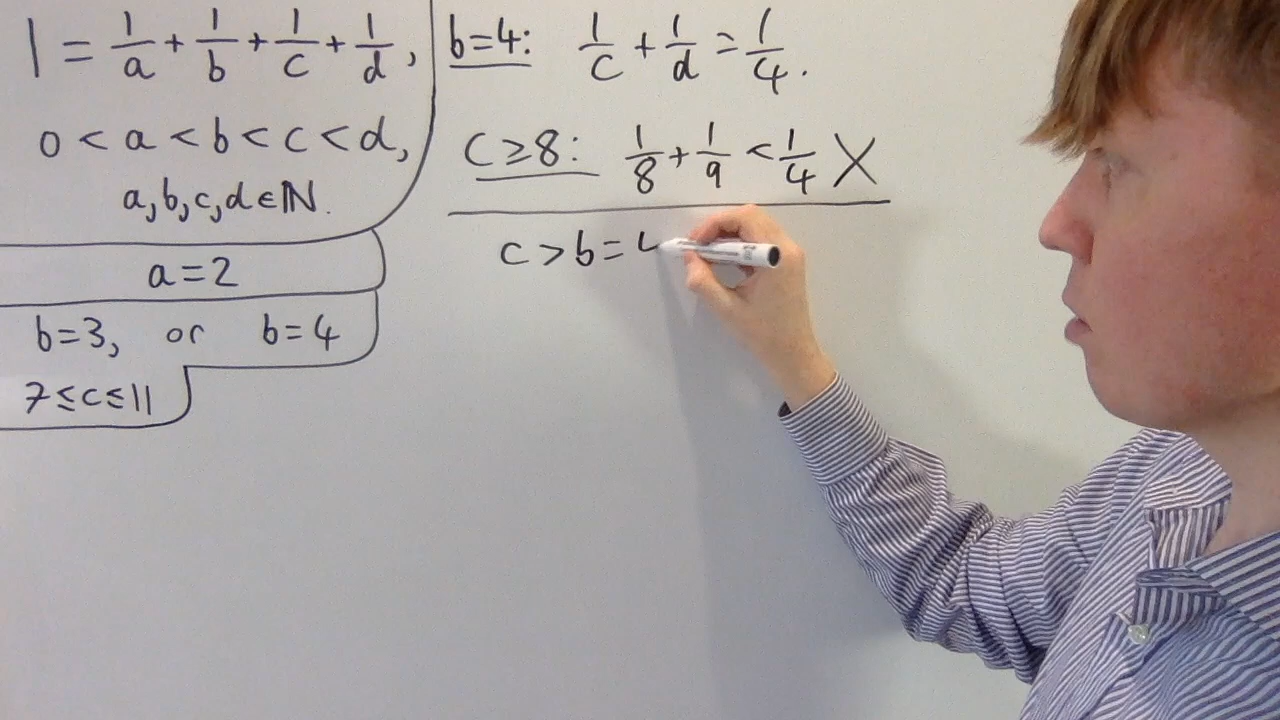 1 = 1/a + 1/b + 1/c + 1/d,
0 < a < b < c < d,
a,b,c,d ∈ ℕ.
a=2
b=3, or b=4
7 ≤ c ≤ 11
b=4: 1/c + 1/d = 1/4.
c≥8: 1/8 + 1/9 < 1/4 X
c > b = 4